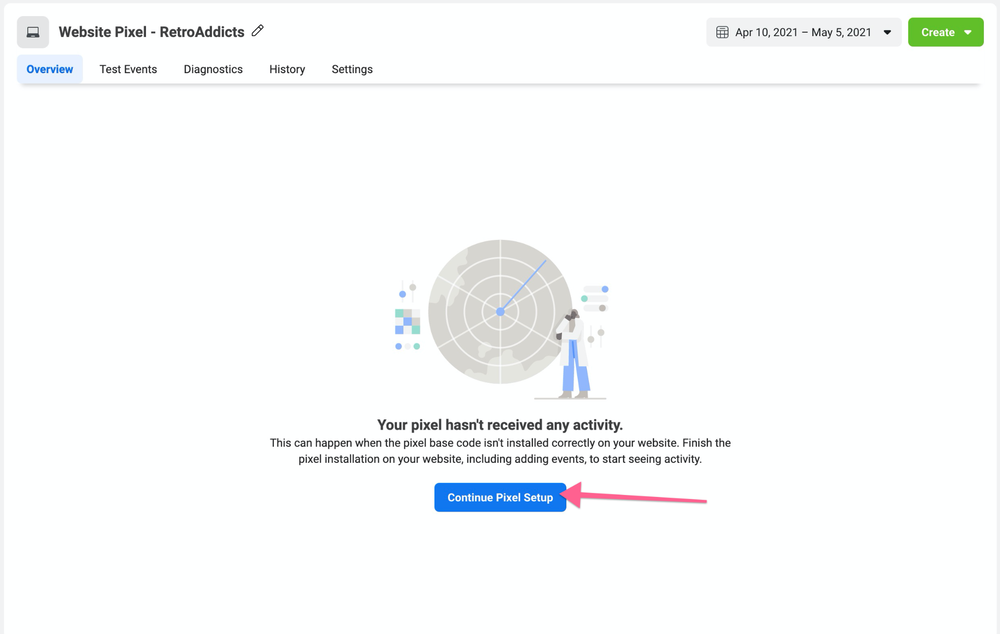 Website Pixel - RetroAddicts
Apr 10, 2021 – May 5, 2021
Create
Overview
Test Events
Diagnostics
History
Settings
Your pixel hasn't received any activity.
This can happen when the pixel base code isn't installed correctly on your website. Finish the
pixel installation on your website, including adding events, to start seeing activity.
Continue Pixel Setup